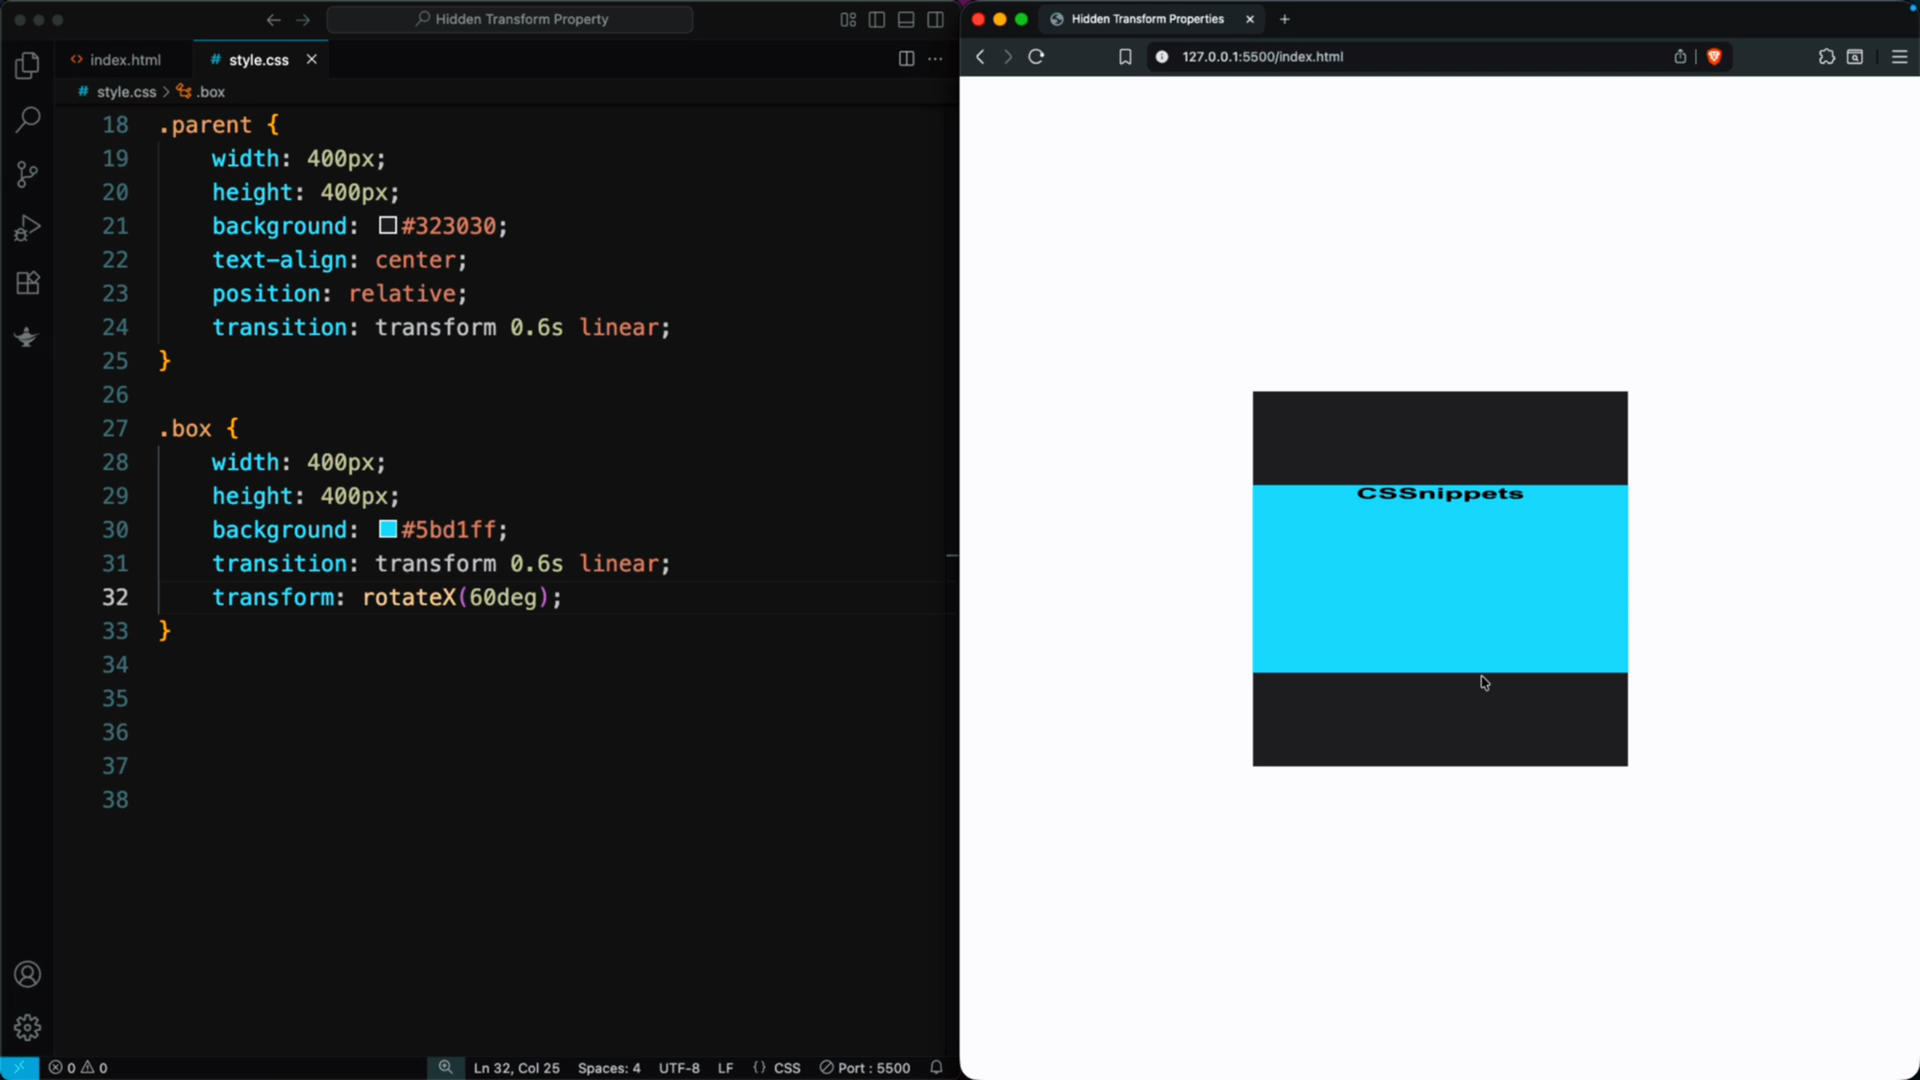 Hidden Transform Property
index.html
style.css
style.css > .box
18 .parent {
19 width: 400px;
20 height: 400px;
21 background: #323030;
22 text-align: center;
23 position: relative;
24 transition: transform 0.6s linear;
25 }
26
27 .box {
28 width: 400px;
29 height: 400px;
30 background: #5bd1ff;
31 transition: transform 0.6s linear;
32 transform: rotateX(60deg);
33 }
34
35
36
37
38
0 0
Ln 32, Col 25 Spaces: 4 UTF-8 LF {} CSS Port : 5500
Hidden Transform Properties
127.0.0.1:5500/index.html
CSSnippets